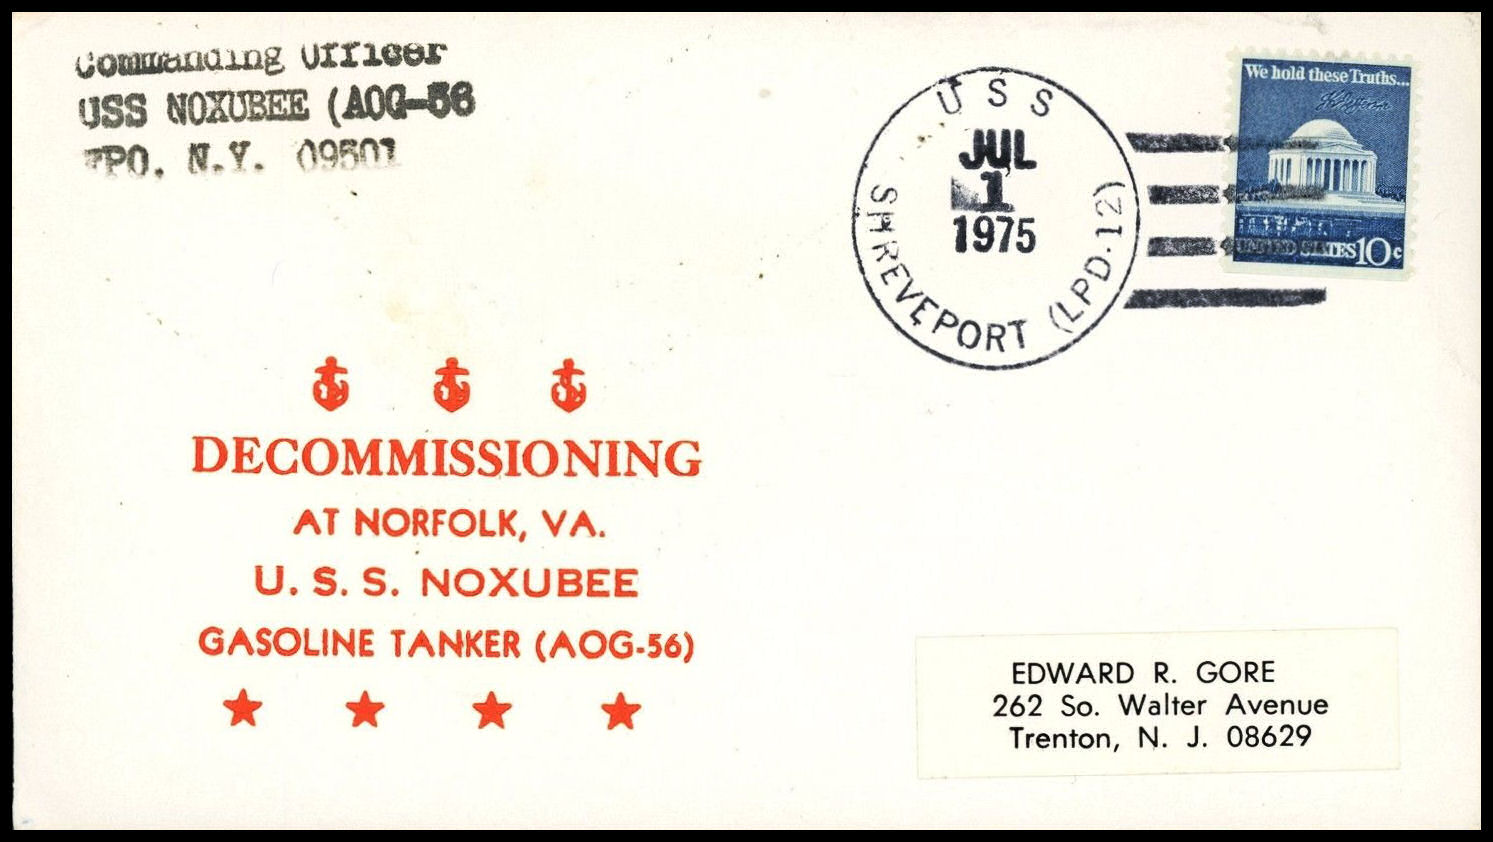 Commanding Officer
USS NOXUBEE (AOG-56
FPO. N.Y. 09501
USS
SHREVEPORT (LPD-12)
JUL
1
1975
We hold these Truths...
UNITED STATES 10c
DECOMMISSIONING
AT NORFOLK, VA.
U. S. S. NOXUBEE
GASOLINE TANKER (AOG-56)
EDWARD R. GORE
262 So. Walter Avenue
Trenton, N. J. 08629